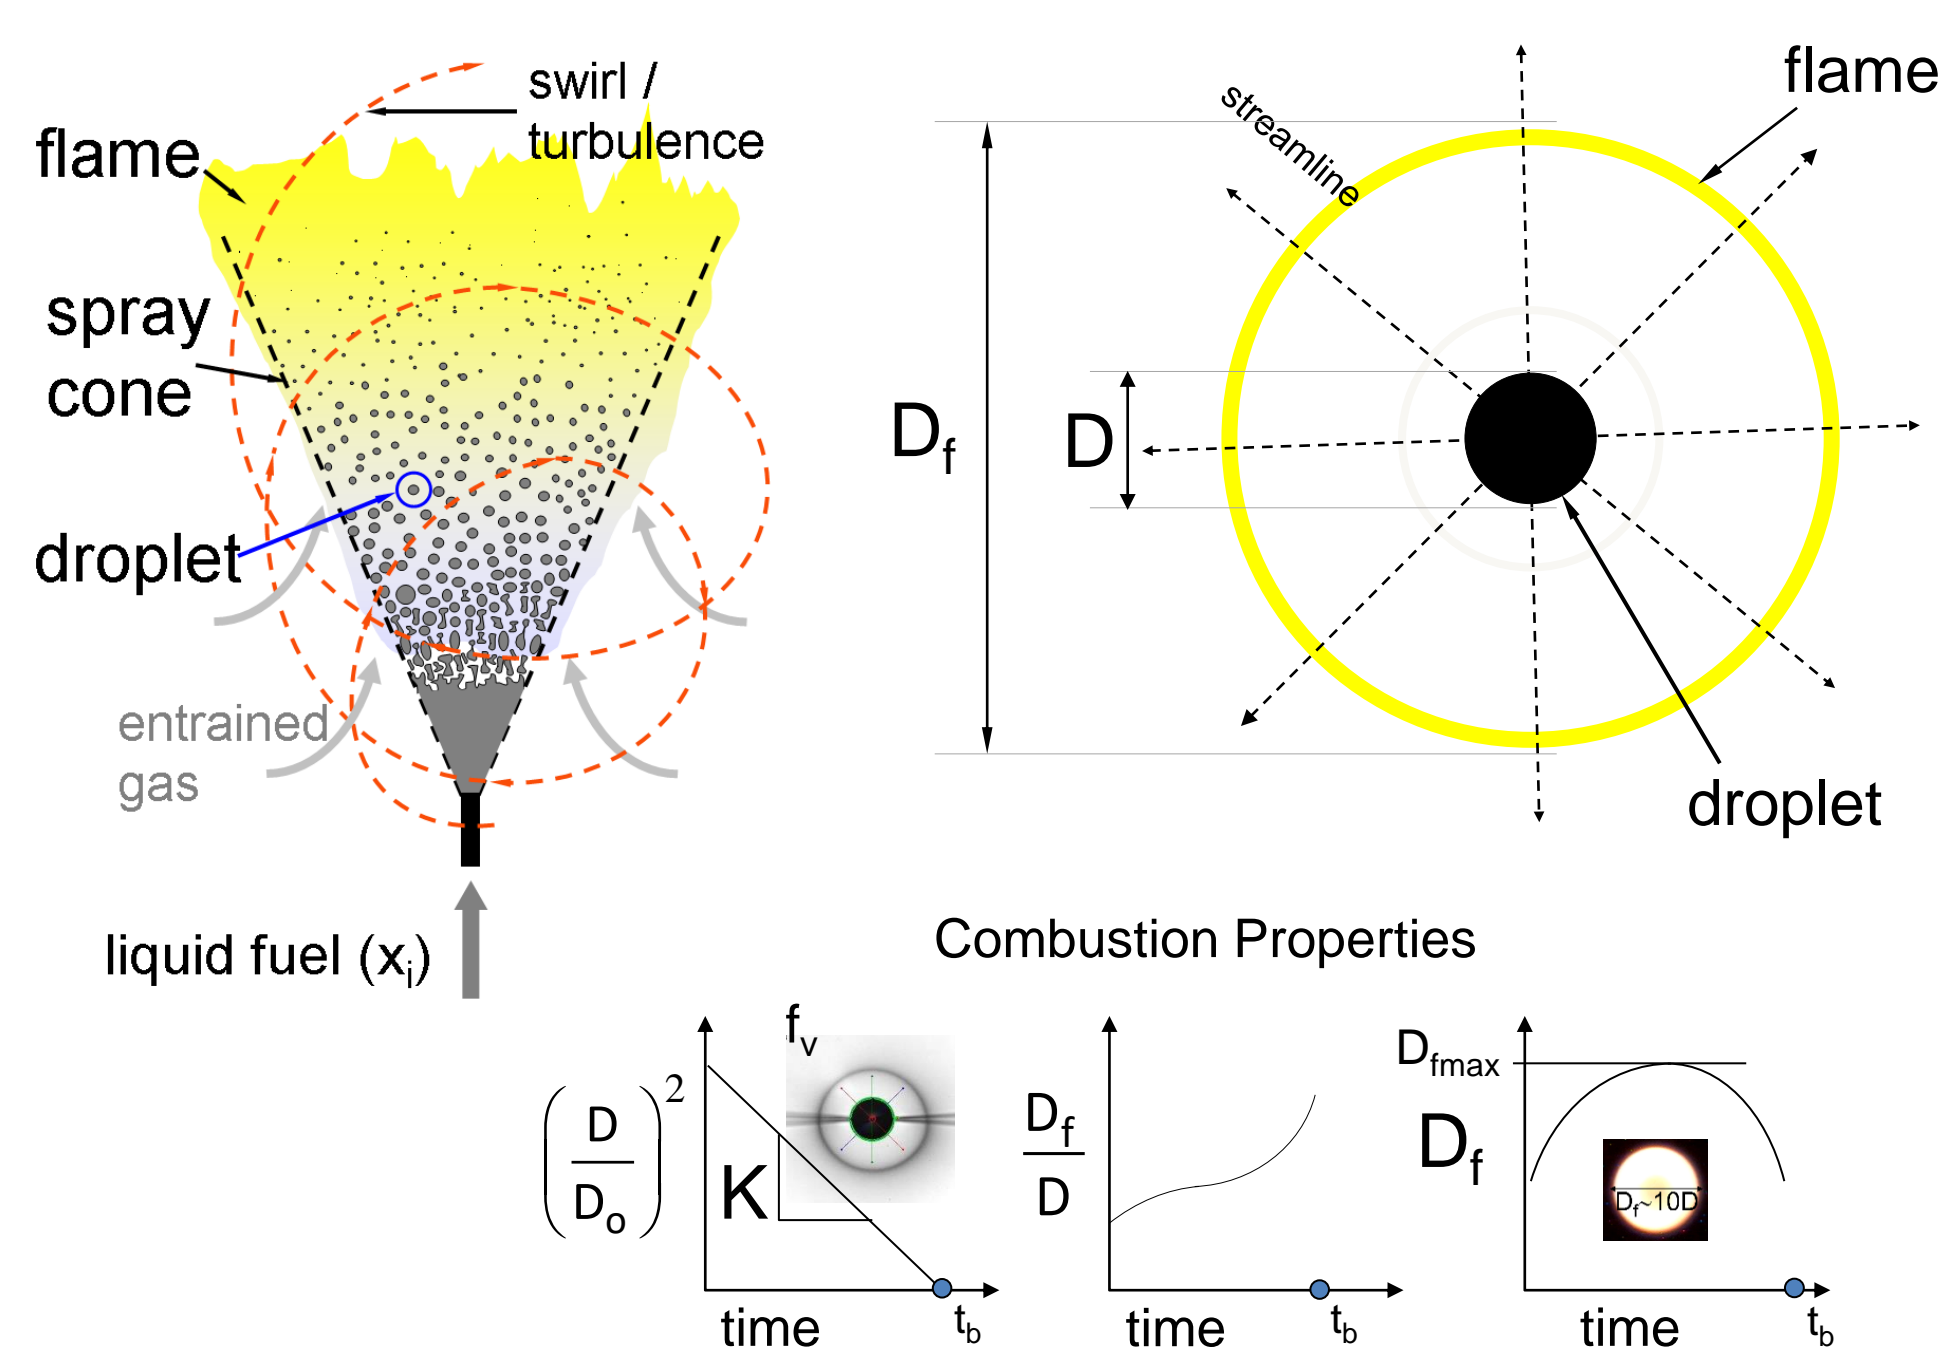 swirl /
turbulence
flame
spray
cone
droplet
entrained
gas
liquid fuel (xi)
flame
streamline
Df
D
droplet
Combustion Properties
(D/Do)2
fv
K
time
tb
Df/D
time
tb
Dfmax
Df
Df~10D
time
tb